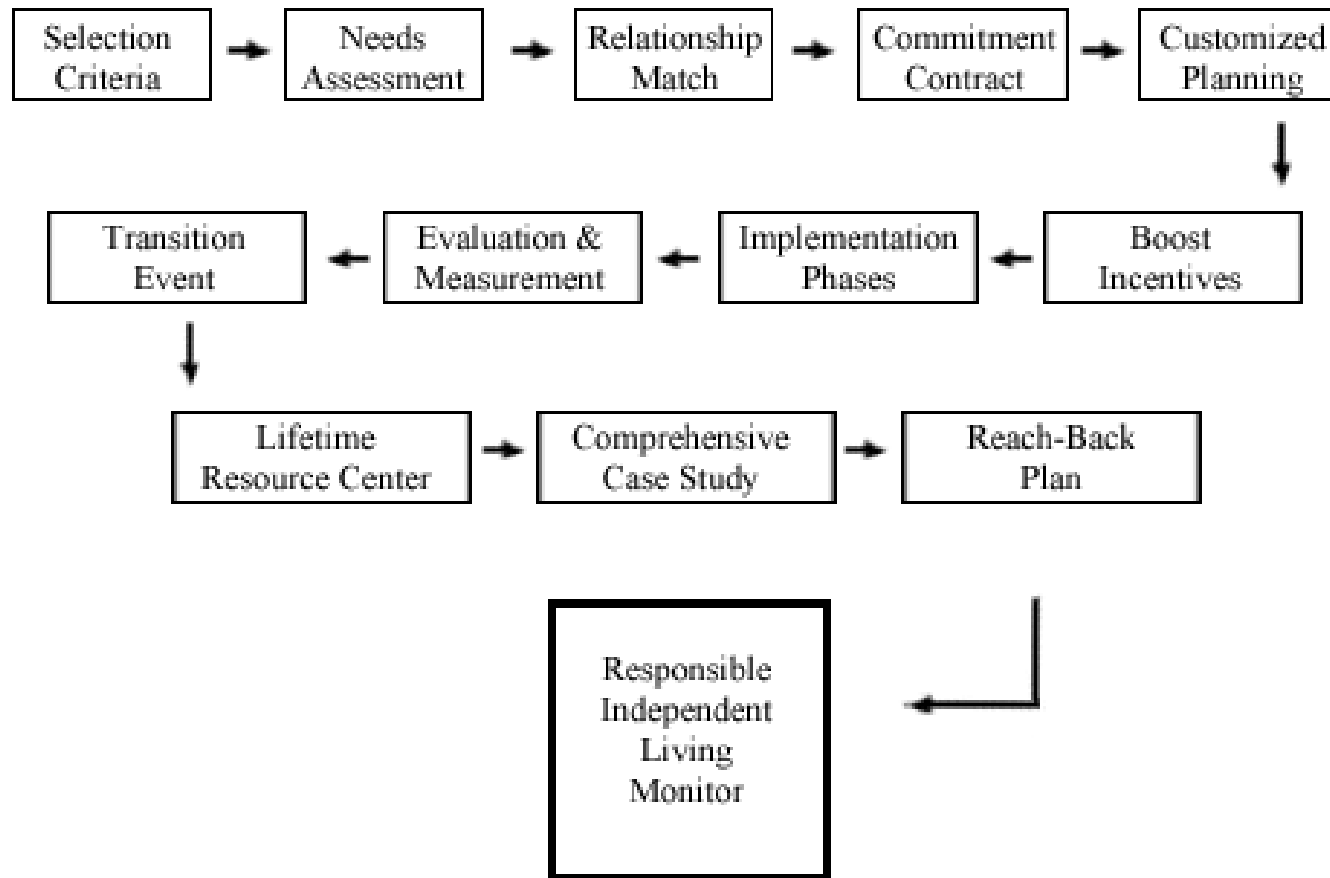 Selection
Criteria
Needs
Assessment
Relationship
Match
Commitment
Contract
Customized
Planning
Transition
Event
Evaluation &
Measurement
Implementation
Phases
Boost
Incentives
Lifetime
Resource Center
Comprehensive
Case Study
Reach-Back
Plan
Responsible
Independent
Living
Monitor